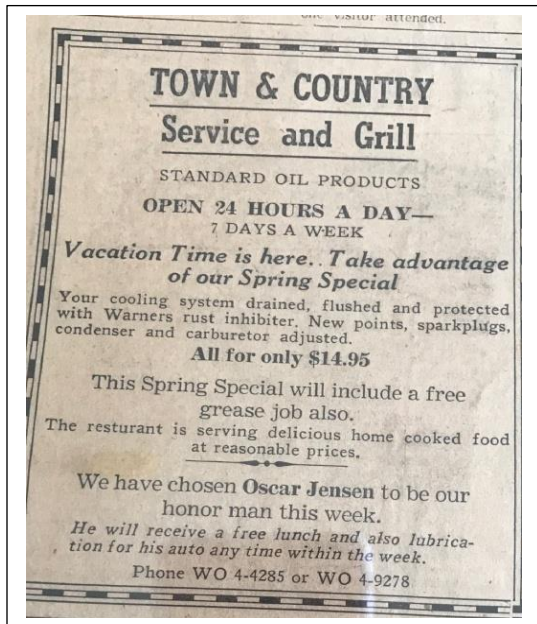 one visitor attended.
TOWN & COUNTRY
Service and Grill
STANDARD OIL PRODUCTS
OPEN 24 HOURS A DAY—
7 DAYS A WEEK
Vacation Time is here.. Take advantage
of our Spring Special
Your cooling system drained, flushed and protected
with Warners rust inhibiter. New points, sparkplugs,
condenser and carburetor adjusted.
All for only $14.95
This Spring Special will include a free
grease job also.
The resturant is serving delicious home cooked food
at reasonable prices.
We have chosen Oscar Jensen to be our
honor man this week.
He will receive a free lunch and also lubrica-
tion for his auto any time within the week.
Phone WO 4-4285 or WO 4-9278